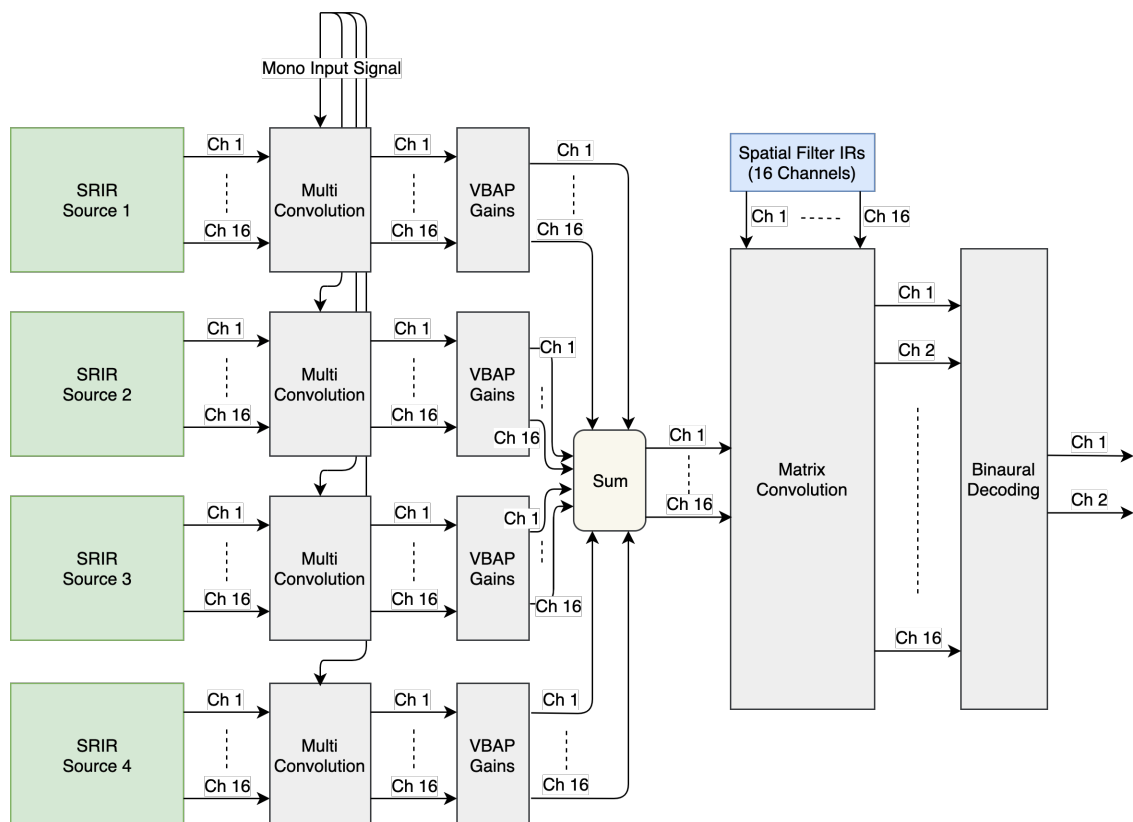 Mono Input Signal
SRIR
Source 1
Ch 1
Ch 16
Multi
Convolution
Ch 1
Ch 16
VBAP
Gains
Ch 1
Ch 16
SRIR
Source 2
Ch 1
Ch 16
Multi
Convolution
Ch 1
Ch 16
VBAP
Gains
Ch 1
Ch 16
SRIR
Source 3
Ch 1
Ch 16
Multi
Convolution
Ch 1
Ch 16
VBAP
Gains
Ch 1
Ch 16
SRIR
Source 4
Ch 1
Ch 16
Multi
Convolution
Ch 1
Ch 16
VBAP
Gains
Ch 1
Ch 16
Sum
Ch 1
Ch 16
Spatial Filter IRs
(16 Channels)
Ch 1
Ch 16
Matrix
Convolution
Ch 1
Ch 2
Ch 16
Binaural
Decoding
Ch 1
Ch 2